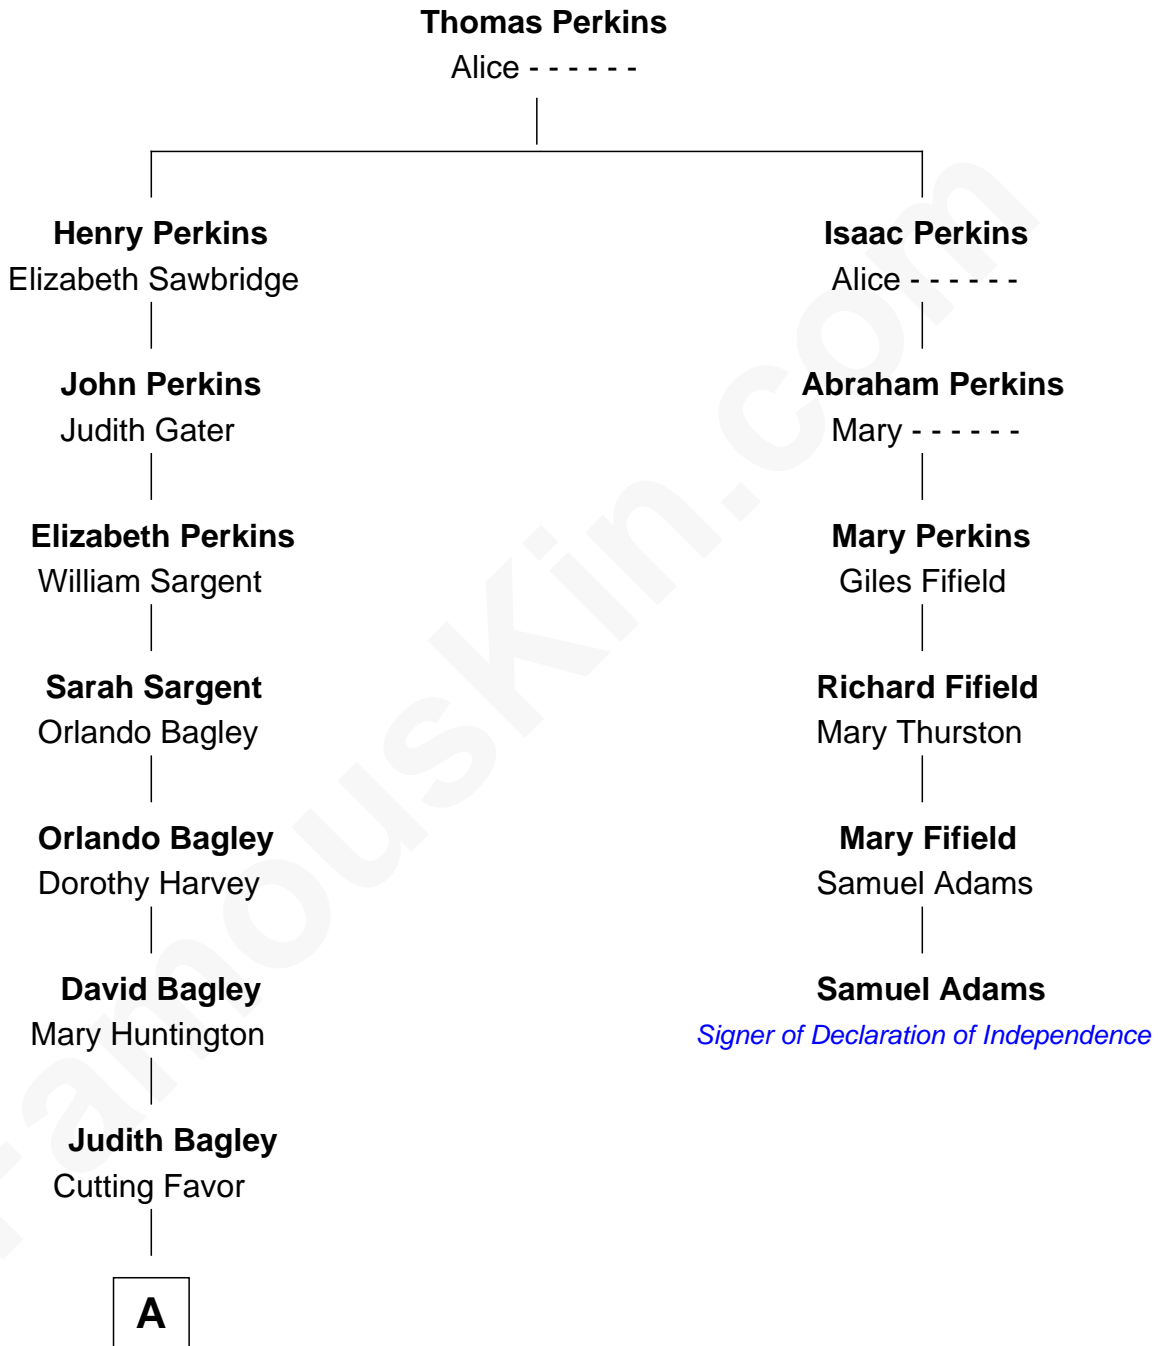 Thomas Perkins
Alice - - - - - -
Henry Perkins
Elizabeth Sawbridge
Isaac Perkins
Alice - - - - - -
John Perkins
Judith Gater
Abraham Perkins
Mary - - - - - -
Elizabeth Perkins
William Sargent
Mary Perkins
Giles Fifield
Sarah Sargent
Orlando Bagley
Richard Fifield
Mary Thurston
Orlando Bagley
Dorothy Harvey
Mary Fifield
Samuel Adams
David Bagley
Mary Huntington
Samuel Adams
Signer of Declaration of Independence
Judith Bagley
Cutting Favor
A
FamousKin.com